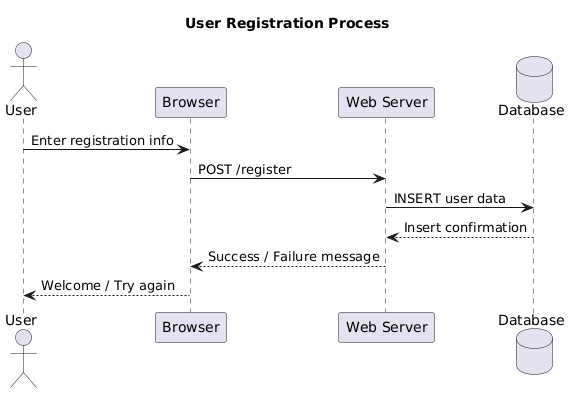 User Registration Process
User
Browser
Web Server
Database
Enter registration info
POST /register
INSERT user data
Insert confirmation
Success / Failure message
Welcome / Try again
User
Browser
Web Server
Database